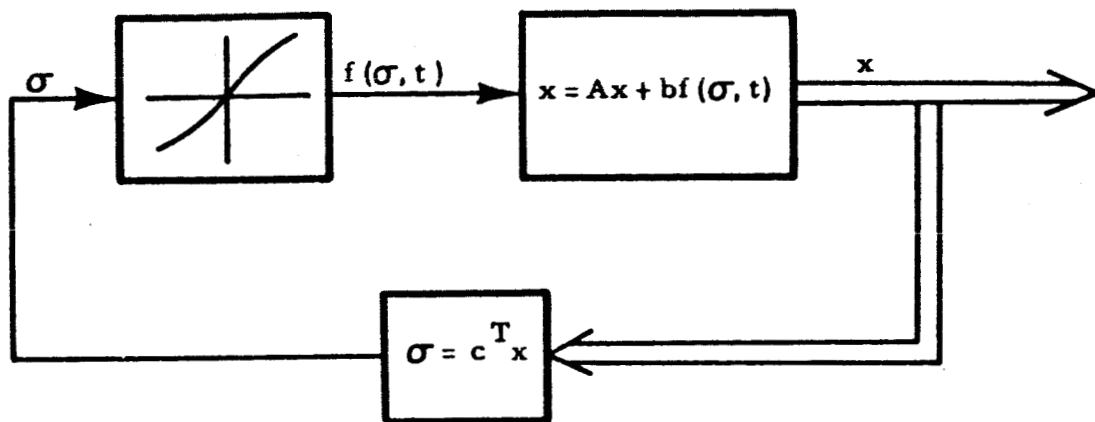 σ
f (σ, t)
x = Ax + bf (σ, t)
x
σ = c^T x